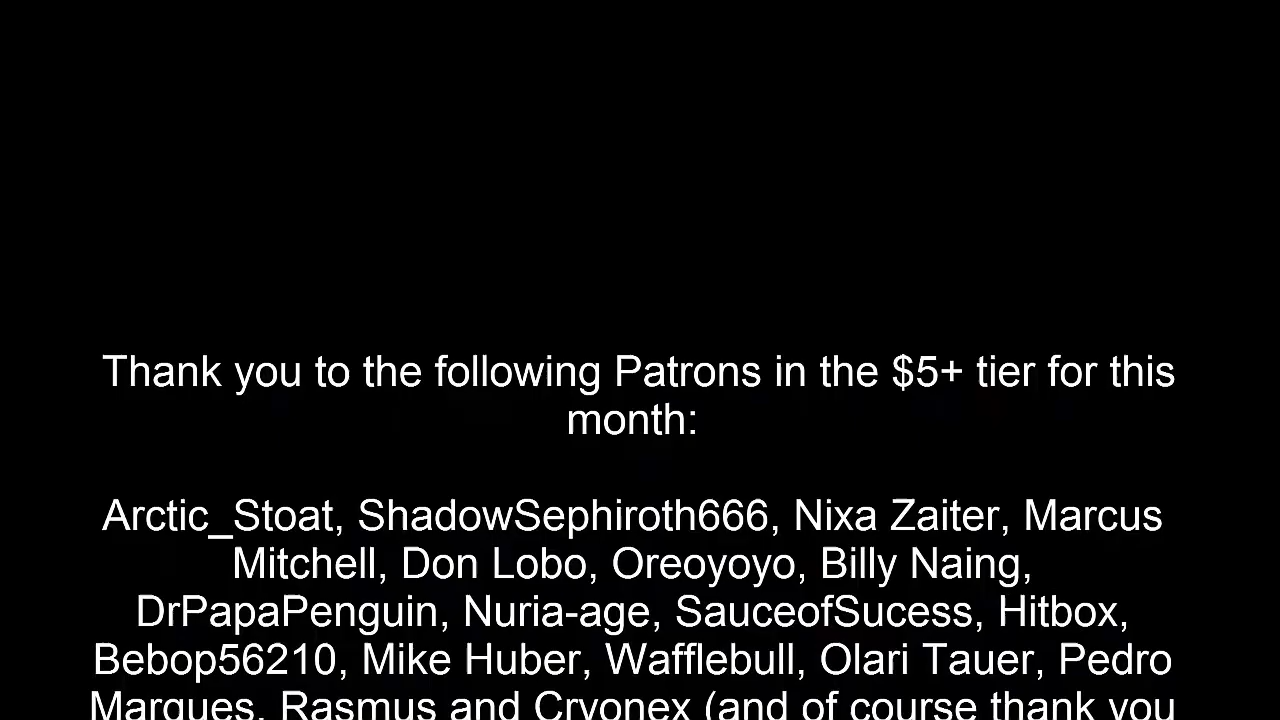 Thank you to the following Patrons in the $5+ tier for this
month:
Arctic_Stoat, ShadowSephiroth666, Nixa Zaiter, Marcus
Mitchell, Don Lobo, Oreoyoyo, Billy Naing,
DrPapaPenguin, Nuria-age, SauceofSucess, Hitbox,
Bebop56210, Mike Huber, Wafflebull, Olari Tauer, Pedro
Marques, Rasmus and Cryonex (and of course thank you